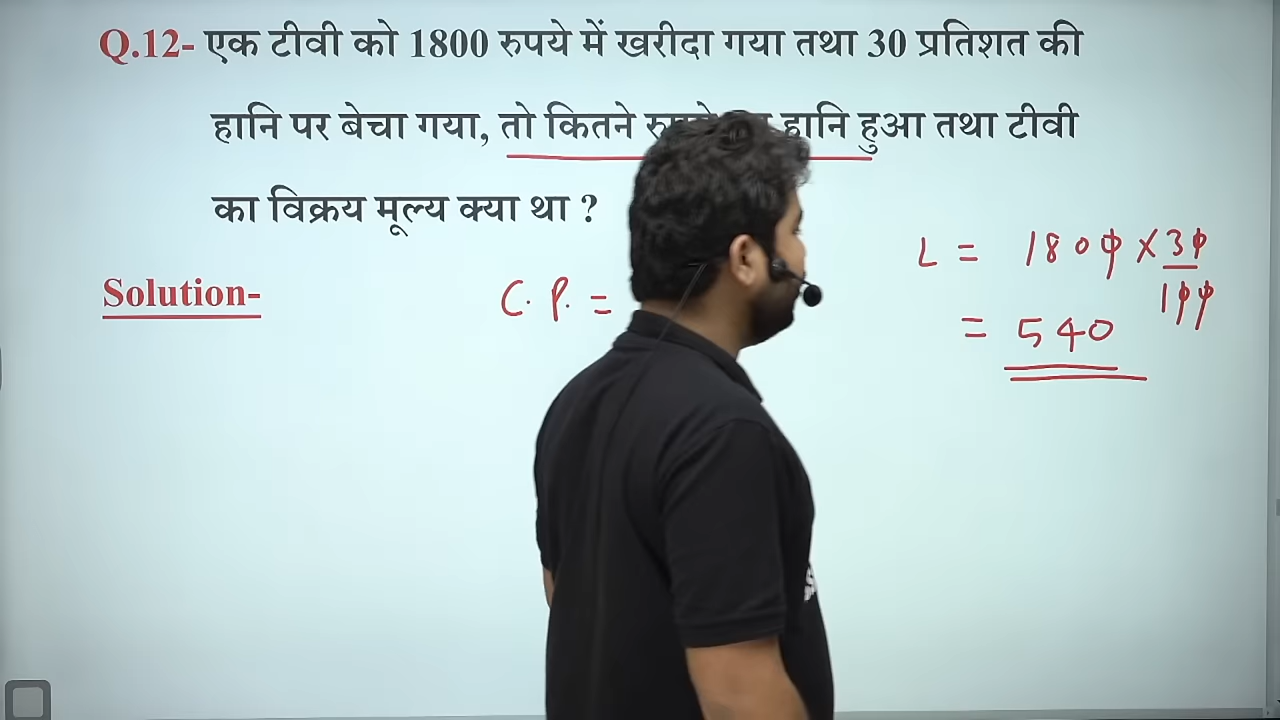 Q.12- एक टीवी को 1800 रुपये में खरीदा गया तथा 30 प्रतिशत की
हानि पर बेचा गया, तो कितने हानि हुआ तथा टीवी
का विक्रय मूल्य क्या था ?
Solution-
C. P. =
L = 1800 × 30
100
= 540